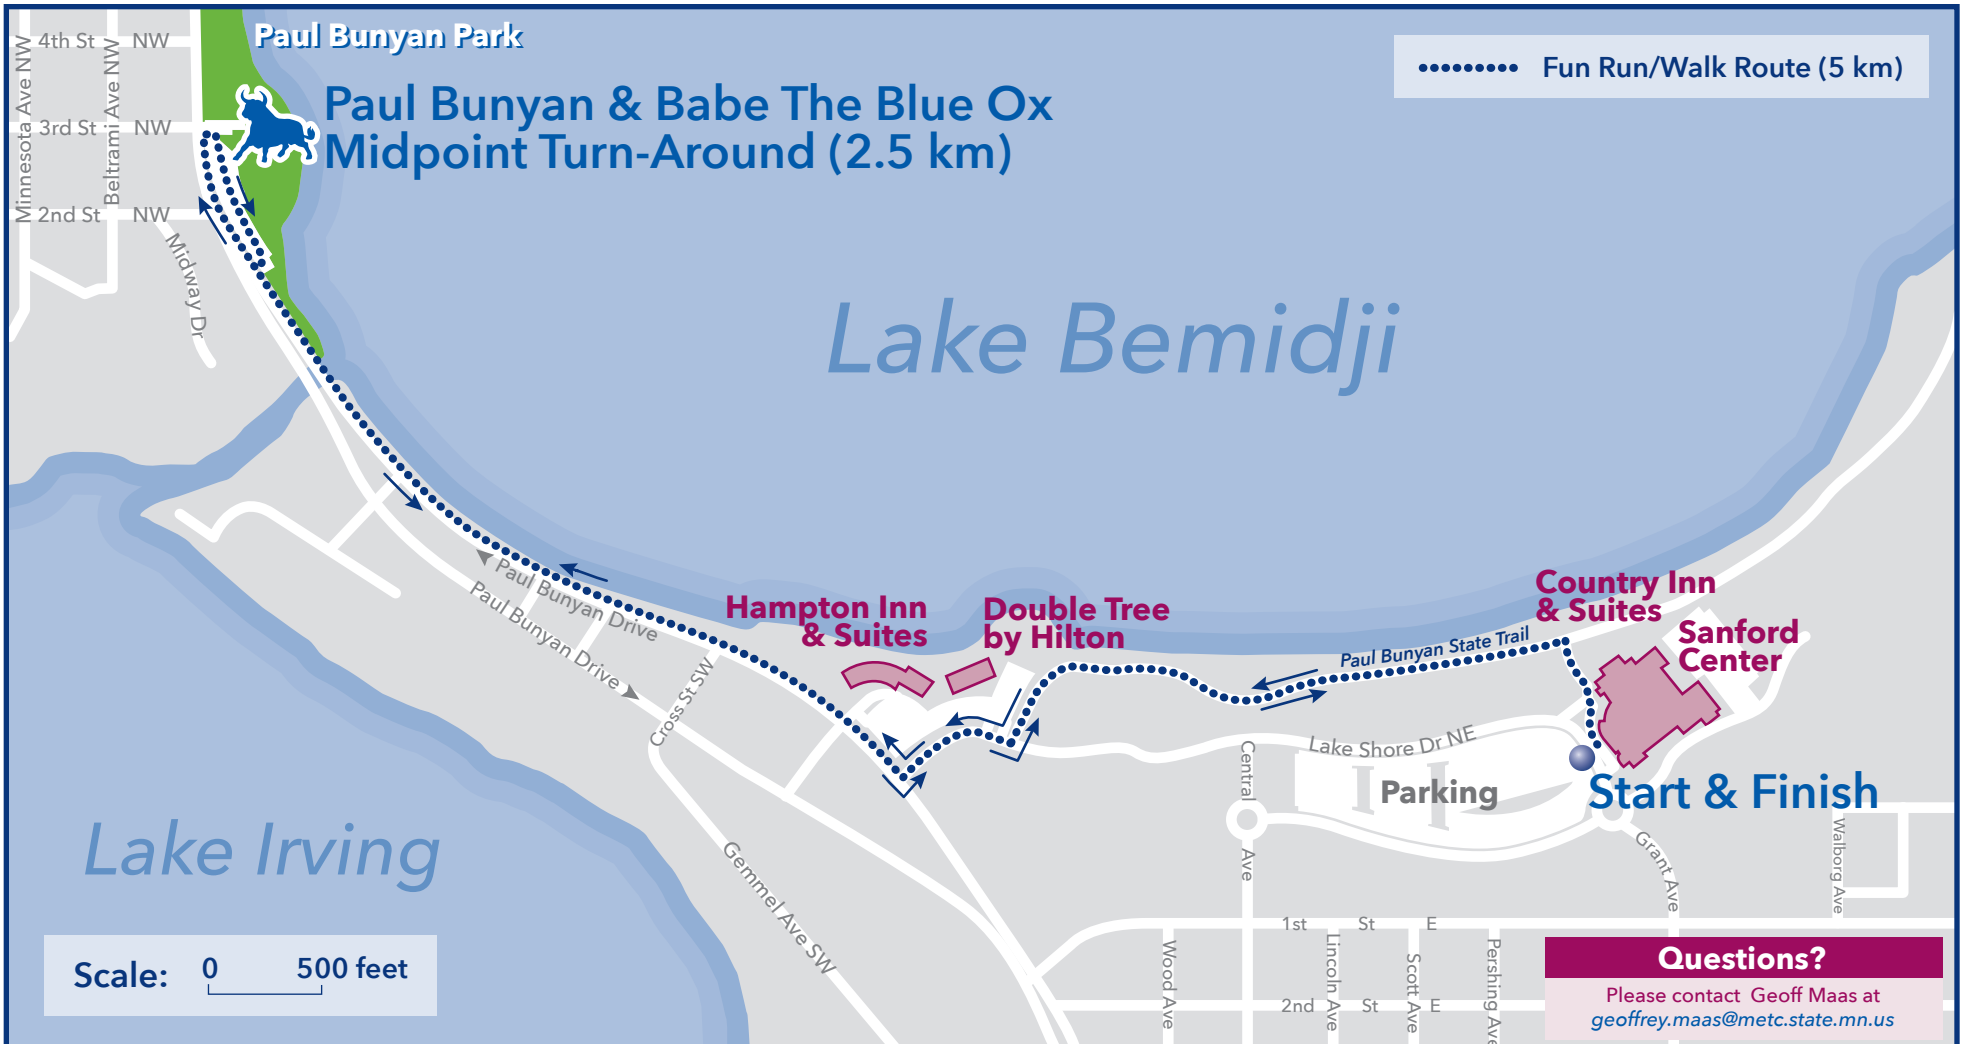 Paul Bunyan Park
Fun Run/Walk Route (5 km)
Paul Bunyan & Babe The Blue Ox
Midpoint Turn-Around (2.5 km)
4th St NW
3rd St NW
2nd St NW
Minnesota Ave NW
Beltrami Ave NW
Midway Dr
Lake Bemidji
Paul Bunyan Drive
Paul Bunyan Drive
Cross St SW
Hampton Inn
& Suites
Double Tree
by Hilton
Paul Bunyan State Trail
Country Inn
& Suites
Sanford
Center
Lake Shore Dr NE
Parking
Start & Finish
Central Ave
Grant Ave
Walborg Ave
Lake Irving
Gemmel Ave SW
1st St E
2nd St E
Wood Ave
Lincoln Ave
Scott Ave
Pershing Ave
Scale: 0 500 feet
Questions?
Please contact Geoff Maas at
geoffrey.maas@metc.state.mn.us